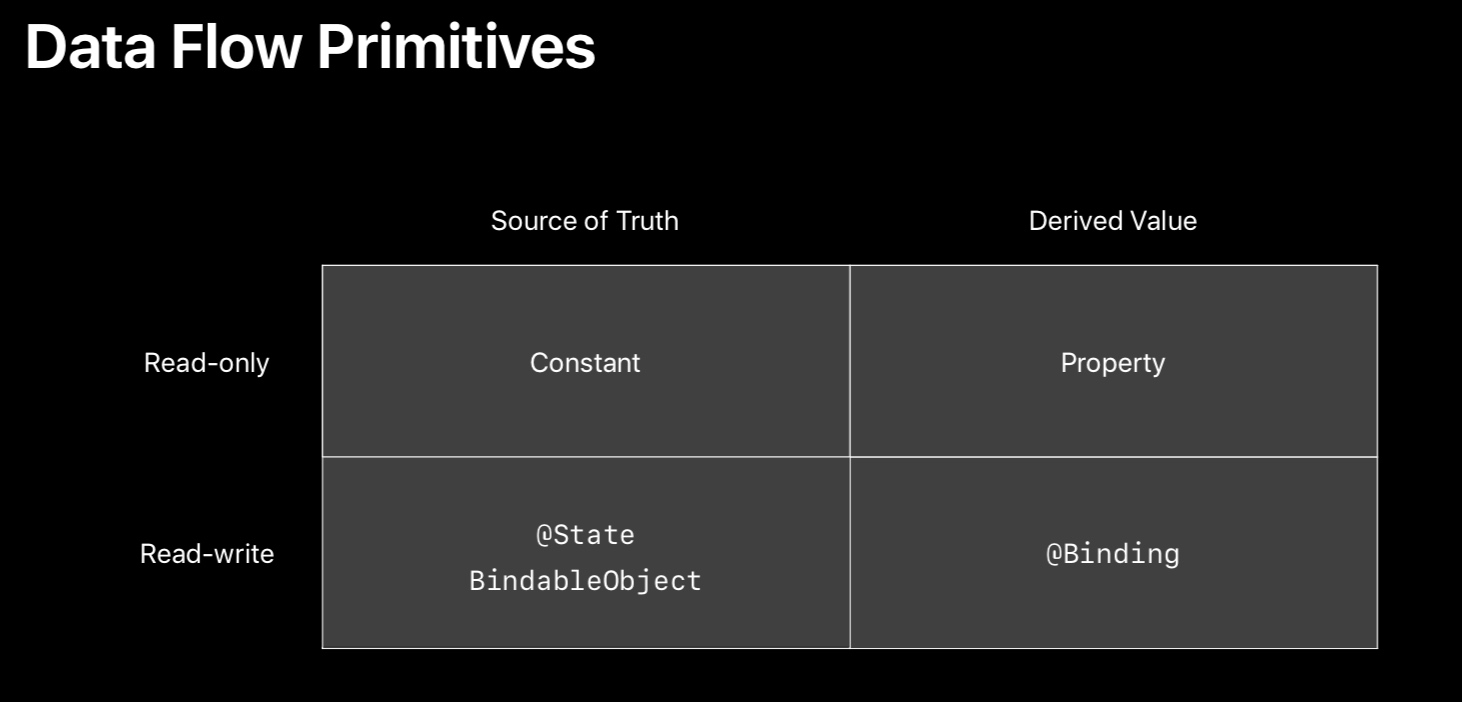 Data Flow Primitives
Source of Truth
Derived Value
Read-only
Constant
Property
Read-write
@State
BindableObject
@Binding